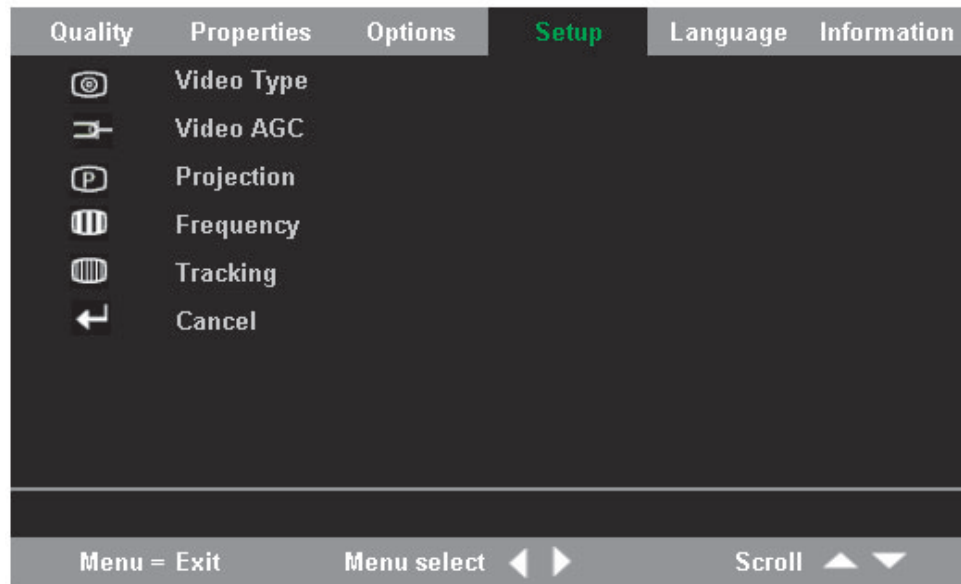 Quality Properties Options Setup Language Information
Video Type
Video AGC
P Projection
Frequency
Tracking
Cancel
Menu = Exit Menu select Scroll